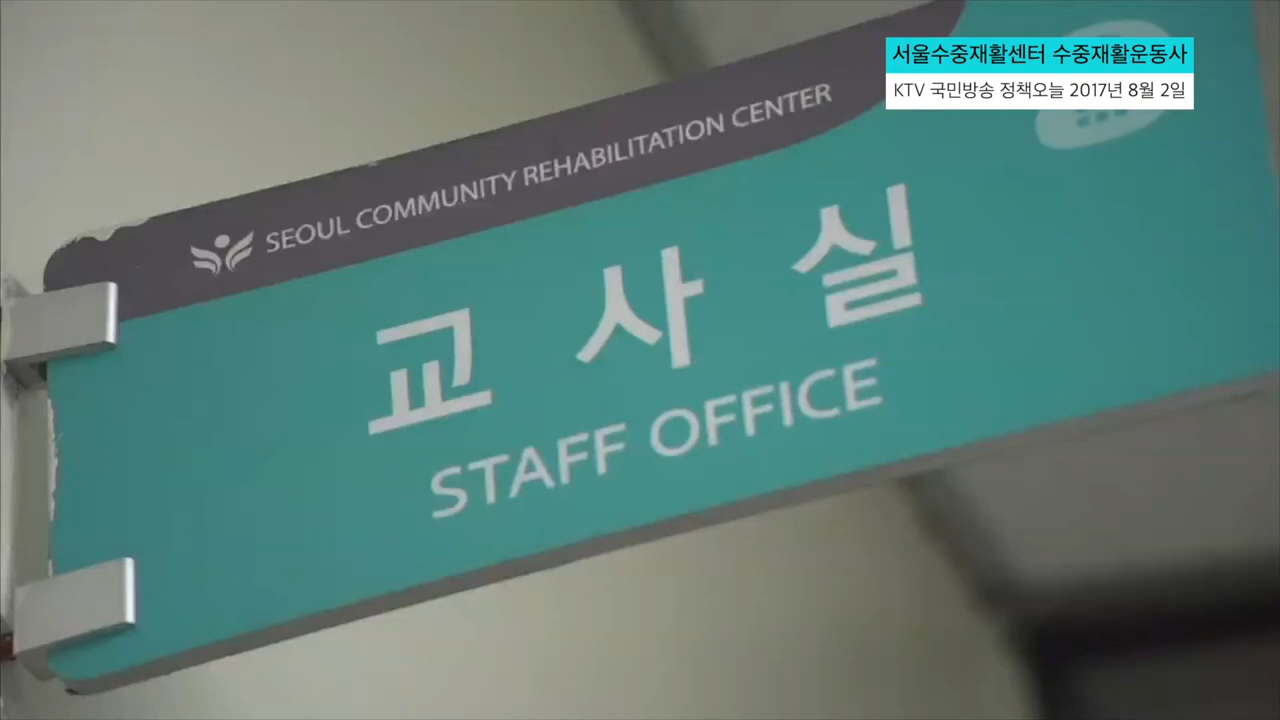 서울수중재활센터 수중재활운동사
KTV 국민방송 정책오늘 2017년 8월 2일
SEOUL COMMUNITY REHABILITATION CENTER
교사실
STAFF OFFICE